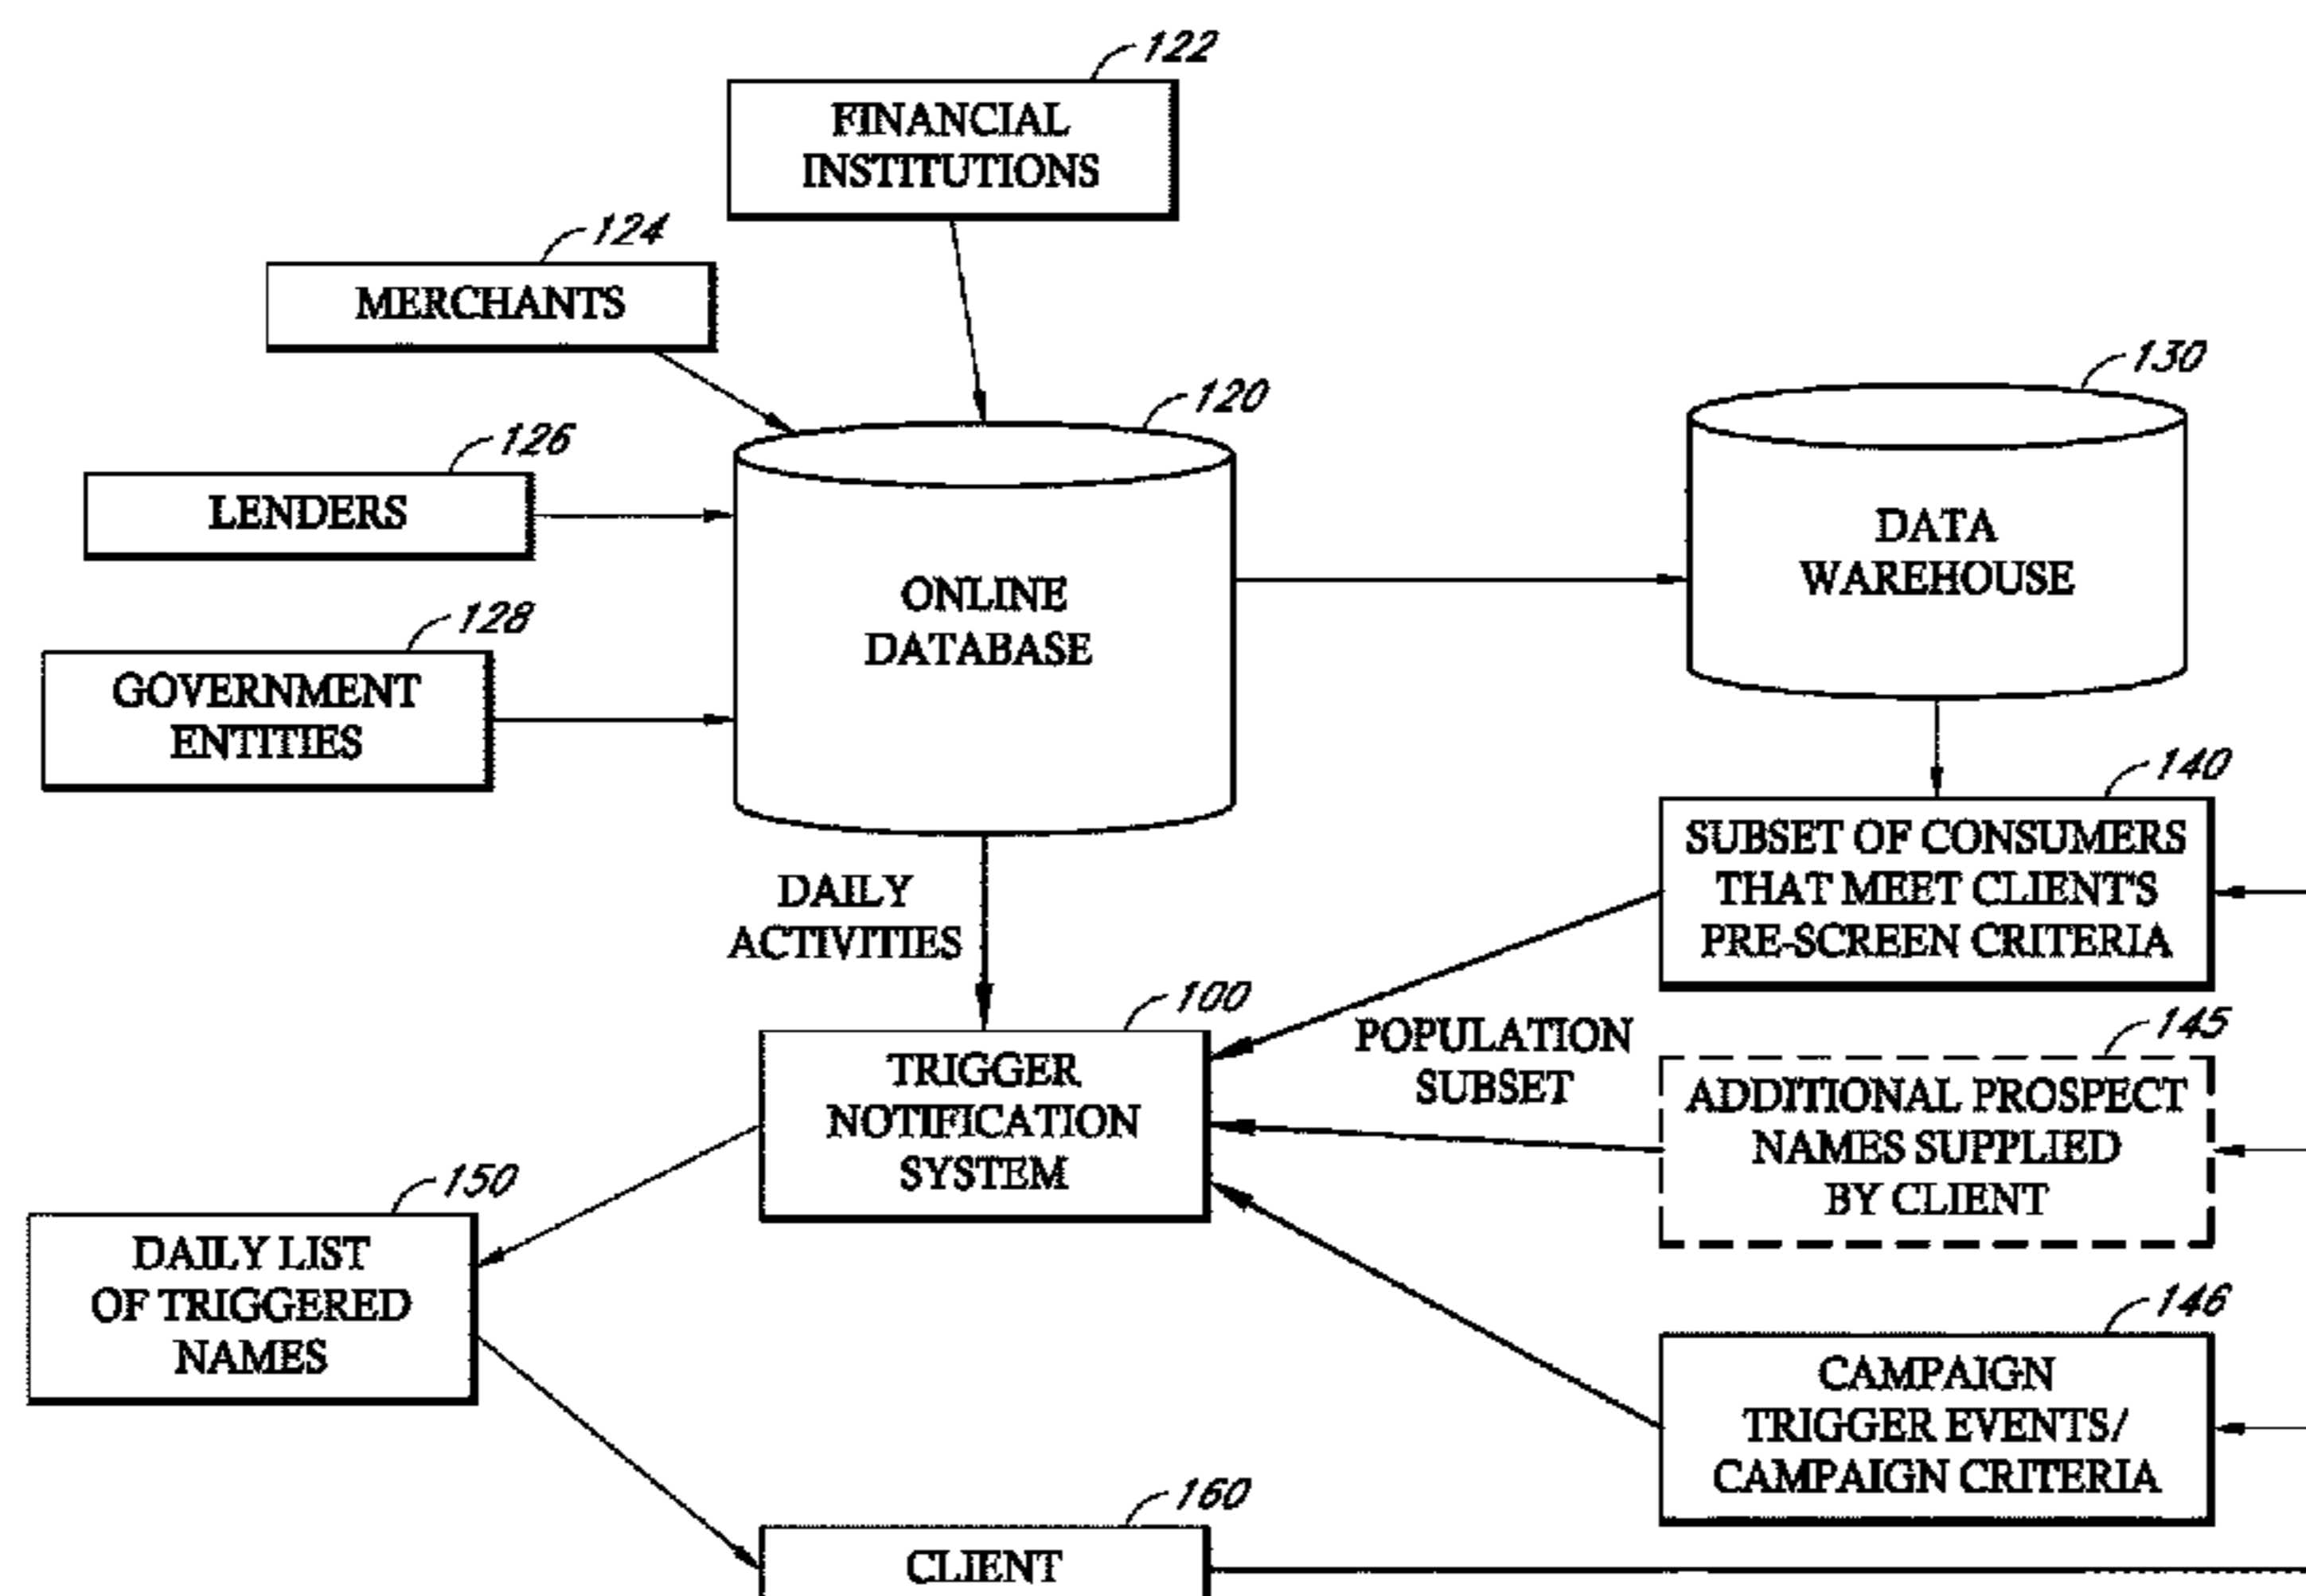 122
FINANCIAL
INSTITUTIONS
124
MERCHANTS
120
130
126
LENDERS
DATA
WAREHOUSE
ONLINE
DATABASE
128
GOVERNMENT
ENTITIES
140
SUBSET OF CONSUMERS
THAT MEET CLIENT'S
PRE-SCREEN CRITERIA
DAILY
ACTIVITIES
100
TRIGGER
NOTIFICATION
SYSTEM
POPULATION
SUBSET
145
ADDITIONAL PROSPECT
NAMES SUPPLIED
BY CLIENT
150
DAILY LIST
OF TRIGGERED
NAMES
146
CAMPAIGN
TRIGGER EVENTS/
CAMPAIGN CRITERIA
160
CLIENT